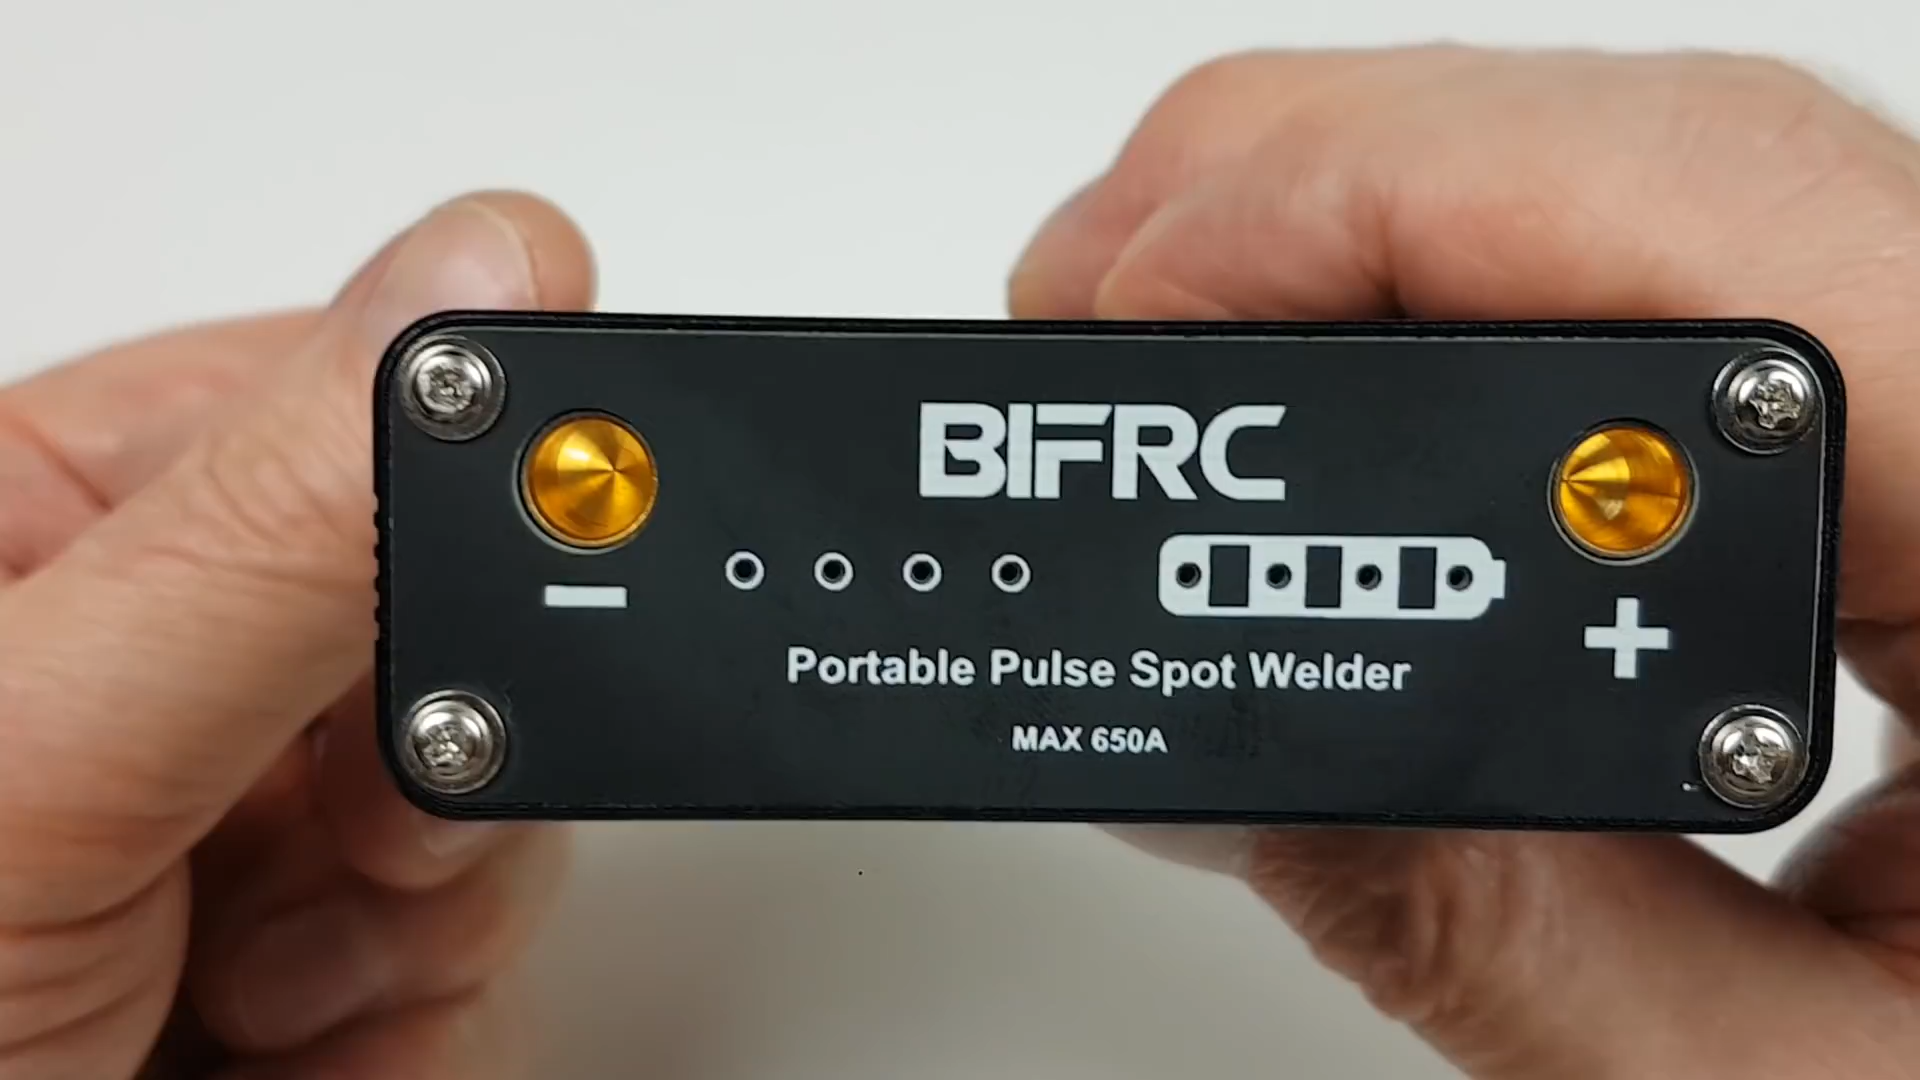 BIFRC
Portable Pulse Spot Welder
MAX 650A
- +